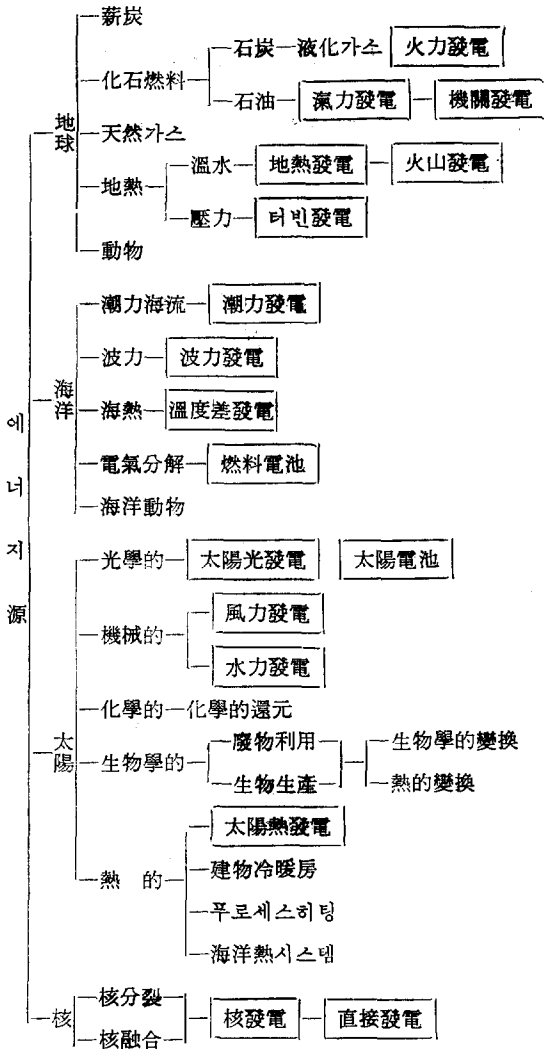 薪炭
石炭 液化가스 火力發電
化石燃料
石油 滊力發電 機關發電
地球
天然가스
溫水 地熱發電 火山發電
地熱
壓力 터빈發電
動物
潮力海流 潮力發電
波力 波力發電
海洋
海熱 溫度差發電
電氣分解 燃料電池
海洋動物
에너지源
光學的 太陽光發電 太陽電池
風力發電
機械的
水力發電
化學的 化學的還元
太陽
廢物利用 生物學的變換
生物學的
生物生產 熱的變換
太陽熱發電
建物冷暖房
熱的
푸로세스히팅
海洋熱시스템
核分裂
核 核發電 直接發電
核融合